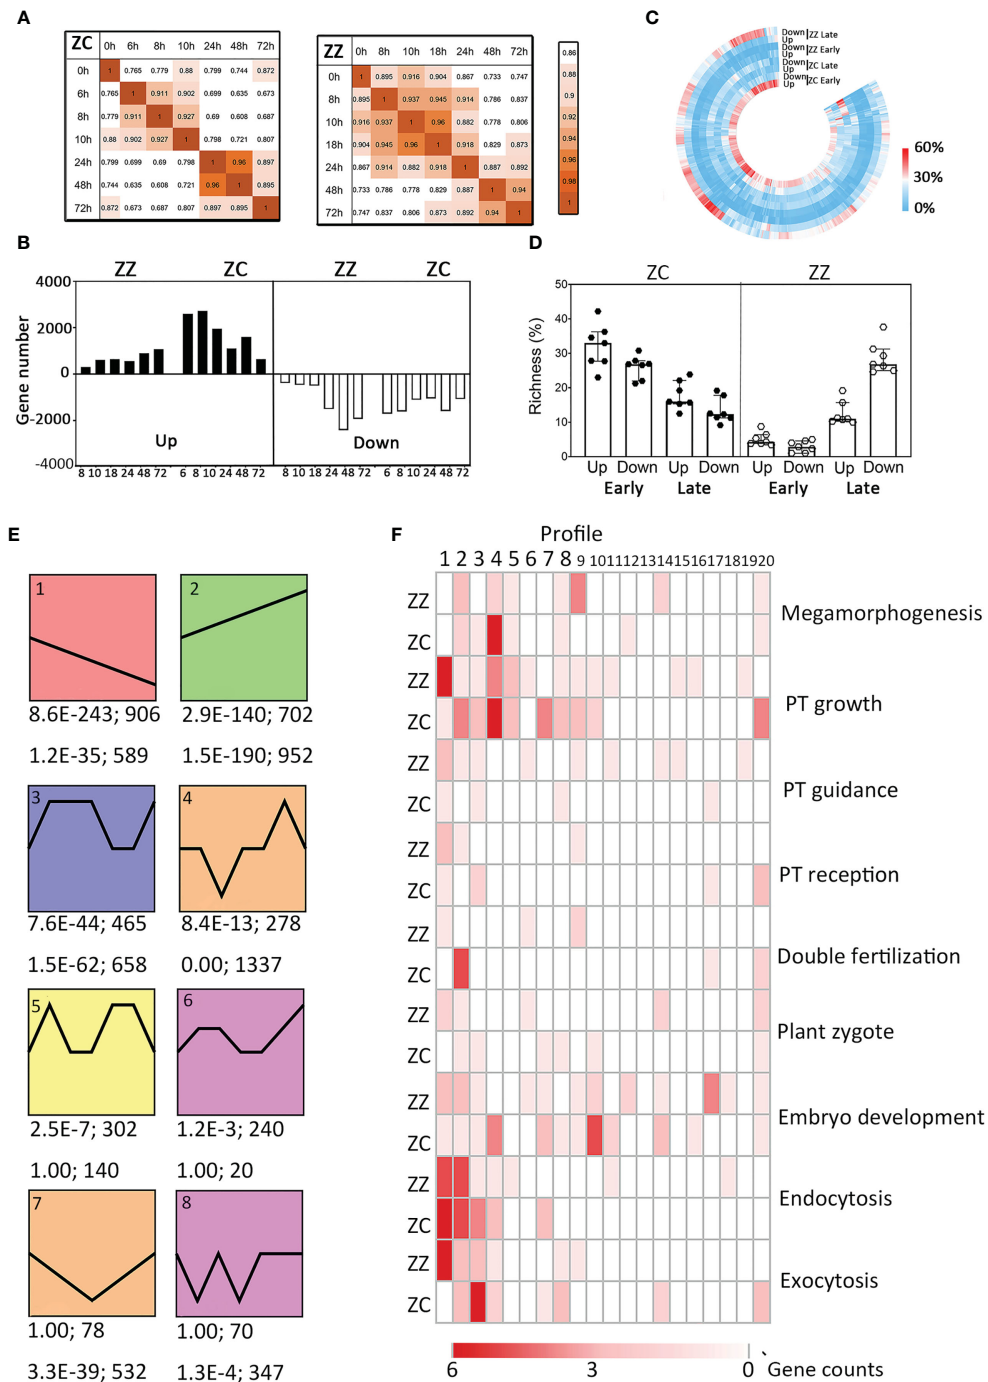 A
ZC 0h 6h 8h 10h 24h 48h 72h
0h 1 0.765 0.779 0.88 0.799 0.744 0.872
6h 0.765 1 0.911 0.902 0.699 0.635 0.673
8h 0.779 0.911 1 0.927 0.69 0.608 0.687
10h 0.88 0.902 0.927 1 0.798 0.721 0.807
24h 0.799 0.699 0.69 0.798 1 0.96 0.897
48h 0.744 0.635 0.608 0.721 0.96 1 0.895
72h 0.872 0.673 0.687 0.807 0.897 0.895 1
ZZ 0h 8h 10h 18h 24h 48h 72h
0h 1 0.895 0.916 0.904 0.867 0.733 0.747
8h 0.895 1 0.937 0.945 0.914 0.786 0.837
10h 0.916 0.937 1 0.96 0.882 0.778 0.806
18h 0.904 0.945 0.96 1 0.918 0.829 0.873
24h 0.867 0.914 0.882 0.918 1 0.887 0.892
48h 0.733 0.786 0.778 0.829 0.887 1 0.94
72h 0.747 0.837 0.806 0.873 0.892 0.94 1
0.86
0.88
0.9
0.92
0.94
0.96
0.98
1
C
Down
Up
ZZ Late
Down
Up
ZZ Early
Down
Up
ZC Late
Down
Up
ZC Early
60%
30%
0%
B
ZZ ZC ZZ ZC
Gene number
4000
2000
0
-2000
-4000
Up Down
8 10 18 24 48 72 6 8 10 24 48 72 8 10 18 24 48 72 6 8 10 24 48 72
D
ZC ZZ
Richness (%)
50
40
30
20
10
0
Up Down Up Down Up Down Up Down
Early Late Early Late
E
1
8.6E-243; 906
1.2E-35; 589
2
2.9E-140; 702
1.5E-190; 952
3
7.6E-44; 465
1.5E-62; 658
4
8.4E-13; 278
0.00; 1337
5
2.5E-7; 302
1.00; 140
6
1.2E-3; 240
1.00; 20
7
1.00; 78
3.3E-39; 532
8
1.00; 70
1.3E-4; 347
F
Profile
1 2 3 4 5 6 7 8 9 10 11 12 13 14 15 16 17 18 19 20
ZZ
ZC
Megamorphogenesis
ZZ
ZC
PT growth
ZZ
ZC
PT guidance
ZZ
ZC
PT reception
ZZ
ZC
Double fertilization
ZZ
ZC
Plant zygote
ZZ
ZC
Embryo development
ZZ
ZC
Endocytosis
ZZ
ZC
Exocytosis
6 3 0 Gene counts